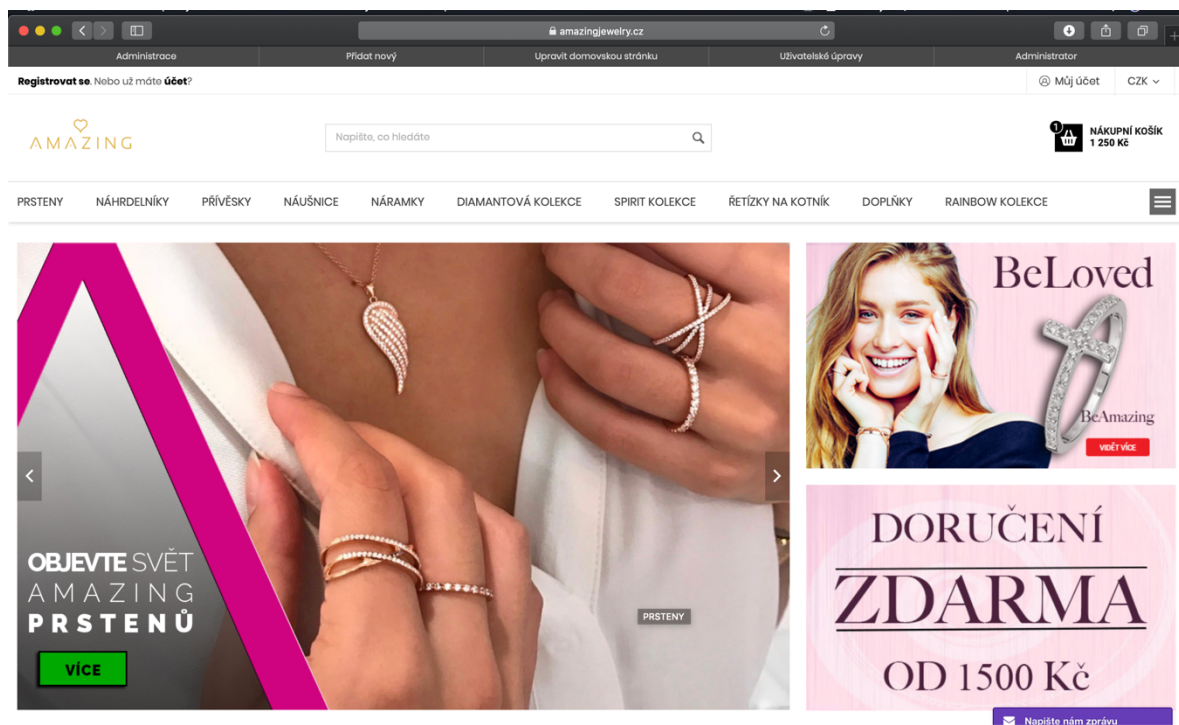 amazingjewelry.cz
Administrace
Přidat nový
Upravit domovskou stránku
Uživatelské úpravy
Administrator
Registrovat se. Nebo už máte účet?
Můj účet
CZK
AMAZING
Napište, co hledáte
1
NÁKUPNÍ KOŠÍK
1 250 Kč
PRSTENY
NÁHRDELNÍKY
PŘÍVĚSKY
NÁUŠNICE
NÁRAMKY
DIAMANTOVÁ KOLEKCE
SPIRIT KOLEKCE
ŘETÍZKY NA KOTNÍK
DOPLŇKY
RAINBOW KOLEKCE
OBJEVTE SVĚT
AMAZING
PRSTENŮ
VÍCE
PRSTENY
BeLoved
BeAmazing
VIDĚT VÍCE
DORUČENÍ
ZDARMA
OD 1500 Kč
Napište nám zprávu